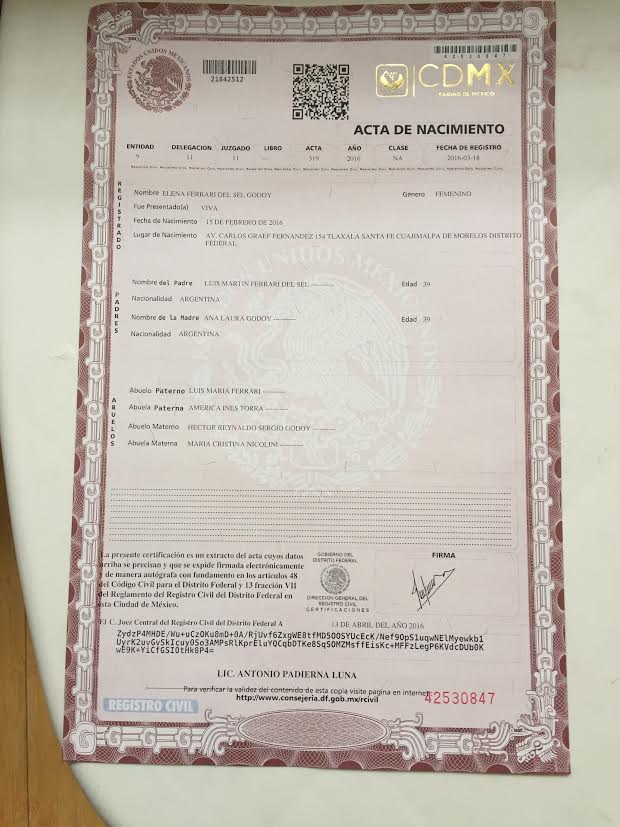 ESTADOS UNIDOS MEXICANOS
21842512
42530847
CDMX
CIUDAD DE MÉXICO
ACTA DE NACIMIENTO
ENTIDAD DELEGACION JUZGADO LIBRO ACTA AÑO CLASE FECHA DE REGISTRO
9 11 11 - 319 2016 NA 2016-03-18
REGISTRADO
Nombre ELENA FERRARI DEL SEL GODOY Género FEMENINO
Fue Presentado(a) VIVA
Fecha de Nacimiento 15 DE FEBRERO DE 2016
Lugar de Nacimiento AV. CARLOS GRAEF FERNANDEZ 154 TLAXALA SANTA FE CUAJIMALPA DE MORELOS DISTRITO
FEDERAL
PADRES
Nombre del Padre LUIS MARTIN FERRARI DEL SEL ---------- Edad 39
Nacionalidad ARGENTINA
Nombre de la Madre ANA LAURA GODOY ---------- Edad 39
Nacionalidad ARGENTINA
ABUELOS
Abuelo Paterno LUIS MARIA FERRARI ----------
Abuela Paterna AMERICA INES TORRA ----------
Abuelo Materno HECTOR REYNALDO SERGIO GODOY ----------
Abuela Materna MARIA CRISTINA NICOLINI ----------
La presente certificación es un extracto del acta cuyos datos
arriba se precisan y que se expide firmada electrónicamente
y de manera autógrafa con fundamento en los artículos 48
del Código Civil para el Distrito Federal y 13 fracción VII
del Reglamento del Registro Civil del Distrito Federal en
esta Ciudad de México.
GOBIERNO DEL
DISTRITO FEDERAL
DIRECCIÓN GENERAL DEL
REGISTRO CIVIL
CERTIFICACIONES
FIRMA
El C. Juez Central del Registro Civil del Distrito Federal A 13 DE ABRIL DEL AÑO 2016
LIC. ANTONIO PADIERNA LUNA
Para verificar la validez del contenido de esta copia visite pagina en internet
http://www.consejeria.df.gob.mx/rcivil
42530847
REGISTRO CIVIL